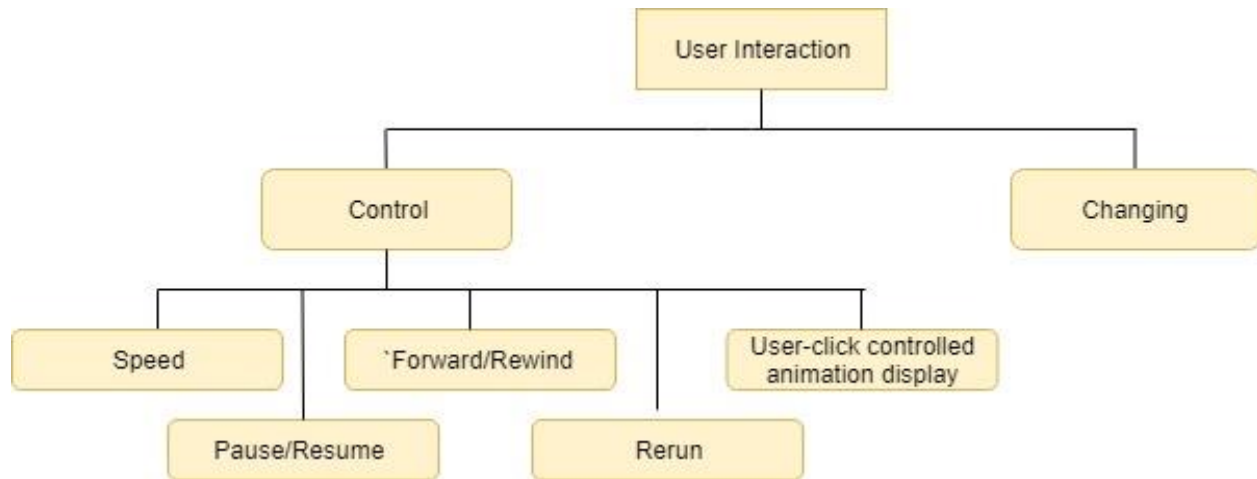 User Interaction
Control
Changing
Speed
`Forward/Rewind
User-click controlled
animation display
Pause/Resume
Rerun